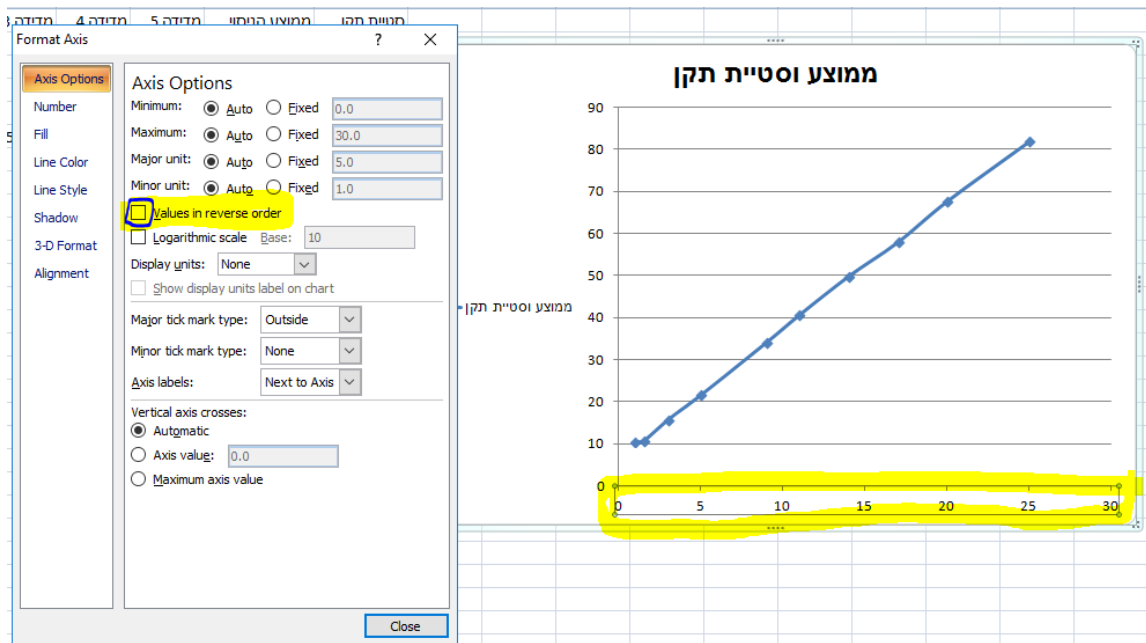 מדידה 4 מדידה 5 ממוצע הניסוי סטיית תקן
Format Axis
Axis Options
Number
Fill
Line Color
Line Style
Shadow
3-D Format
Alignment
Axis Options
Minimum: Auto Fixed 0.0
Maximum: Auto Fixed 30.0
Major unit: Auto Fixed 5.0
Minor unit: Auto Fixed 1.0
Values in reverse order
Logarithmic scale Base: 10
Display units: None
Show display units label on chart
Major tick mark type: Outside
Minor tick mark type: None
Axis labels: Next to Axis
Vertical axis crosses:
Automatic
Axis value: 0.0
Maximum axis value
Close
ממוצע וסטיית תקן
90
80
70
60
50
40
30
20
10
0
0 5 10 15 20 25 30
ממוצע וסטיית תקן